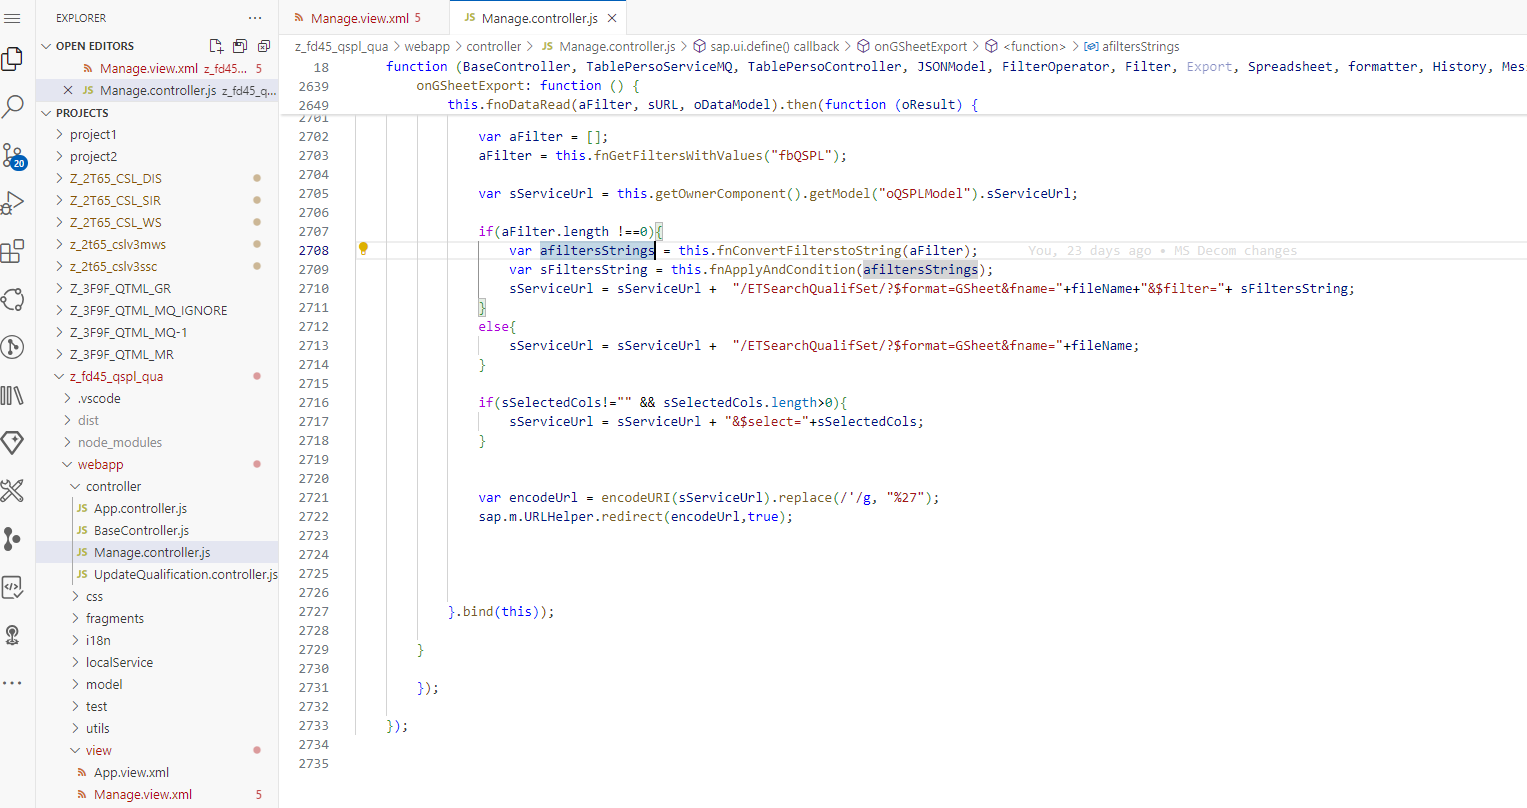 EXPLORER
OPEN EDITORS
Manage.view.xml z_fd45... 5
Manage.controller.js z_fd45_q...
PROJECTS
project1
project2
Z_2T65_CSL_DIS
Z_2T65_CSL_SIR
Z_2T65_CSL_WS
z_2t65_cslv3mws
z_2t65_cslv3ssc
Z_3F9F_QTML_GR
Z_3F9F_QTML_MQ_IGNORE
Z_3F9F_QTML_MQ-1
Z_3F9F_QTML_MR
z_fd45_qspl_qua
.vscode
dist
node_modules
webapp
controller
JS App.controller.js
JS BaseController.js
JS Manage.controller.js
JS UpdateQualification.controller.js
css
fragments
i18n
localService
model
test
utils
view
App.view.xml
Manage.view.xml 5
20
Manage.view.xml 5
JS Manage.controller.js
z_fd45_qspl_qua > webapp > controller > JS Manage.controller.js > sap.ui.define() callback > onGSheetExport > <function> > afiltersStrings
18 function (BaseController, TablePersoServiceMQ, TablePersoController, JSONModel, FilterOperator, Filter, Export, Spreadsheet, formatter, History, Mes
2639 onGSheetExport: function () {
2649 this.fnoDataRead(aFilter, sURL, oDataModel).then(function (oResult) {
2701
2702 var aFilter = [];
2703 aFilter = this.fnGetFiltersWithValues("fbQSPL");
2704
2705 var sServiceUrl = this.getOwnerComponent().getModel("oQSPLModel").sServiceUrl;
2706
2707 if(aFilter.length !==0){
2708 var afiltersStrings = this.fnConvertFilterstoString(aFilter); You, 23 days ago • MS Decom changes
2709 var sFiltersString = this.fnApplyAndCondition(afiltersStrings);
2710 sServiceUrl = sServiceUrl + "/ETSearchQualifSet/?$format=GSheet&fname="+fileName+"&$filter="+ sFiltersString;
2711 }
2712 else{
2713 sServiceUrl = sServiceUrl + "/ETSearchQualifSet/?$format=GSheet&fname="+fileName;
2714 }
2715
2716 if(sSelectedCols!="" && sSelectedCols.length>0){
2717 sServiceUrl = sServiceUrl + "&$select="+sSelectedCols;
2718 }
2719
2720
2721 var encodeUrl = encodeURI(sServiceUrl).replace(/'/g, "%27");
2722 sap.m.URLHelper.redirect(encodeUrl,true);
2723
2724
2725
2726
2727 }.bind(this));
2728
2729 }
2730
2731 });
2732
2733 });
2734
2735